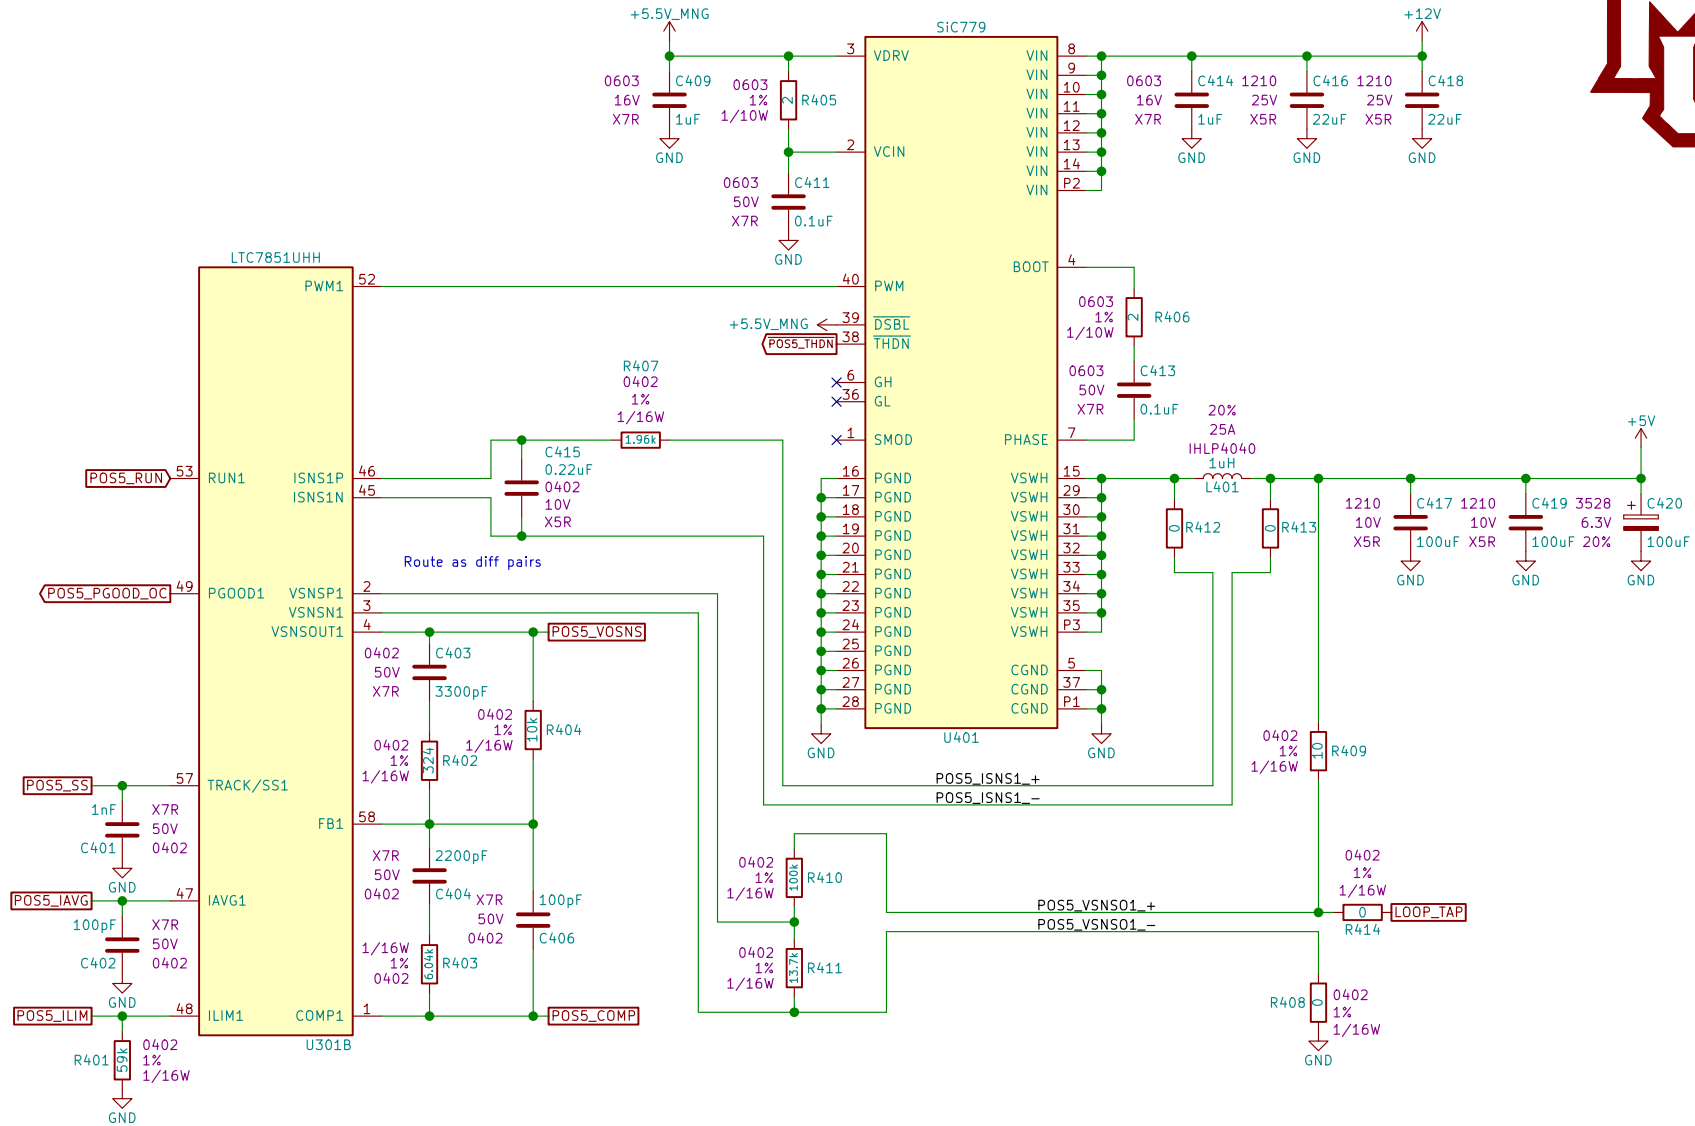 +5.5V_MNG
SiC779
+12V
3 VDRV
VIN 8
VIN 9
VIN 10
VIN 11
VIN 12
VIN 13
VIN 14
VIN P2
0603
16V
X7R
C409
1uF
GND
0603
1%
1/10W
2
R405
2 VCIN
0603
50V
X7R
C411
0.1uF
GND
0603
16V
X7R
C414
1uF
GND
1210
25V
X5R
C416
22uF
GND
1210
25V
X5R
C418
22uF
GND
LTC7851UHH
PWM1 52
40 PWM
BOOT 4
+5.5V_MNG
39 DSBL
POS5_THDN
38 THDN
6 GH
36 GL
1 SMOD
PHASE 7
0603
1%
1/10W
2
R406
0603
50V
X7R
C413
0.1uF
R407
0402
1%
1/16W
1.96k
C415
0.22uF
0402
10V
X5R
20%
25A
IHLP4040
1uH
L401
+5V
POS5_RUN
53 RUN1
ISNS1P 46
ISNS1N 45
16 PGND
17 PGND
18 PGND
19 PGND
20 PGND
21 PGND
22 PGND
23 PGND
24 PGND
25 PGND
26 PGND
27 PGND
28 PGND
GND
VSWH 15
VSWH 29
VSWH 30
VSWH 31
VSWH 32
VSWH 33
VSWH 34
VSWH 35
VSWH P3
CGND 5
CGND 37
CGND P1
GND
U401
0
R412
0
R413
1210
10V
X5R
C417
100uF
GND
1210
10V
X5R
C419
100uF
GND
3528
6.3V
20%
+
C420
100uF
GND
Route as diff pairs
POS5_PGOOD_OC
49 PGOOD1
VSNSP1 2
VSNSN1 3
VSNSOUT1 4
POS5_VOSNS
0402
50V
X7R
C403
3300pF
0402
1%
1/16W
324
R402
0402
1%
1/16W
10k
R404
POS5_SS
57 TRACK/SS1
1nF
C401
X7R
50V
0402
GND
FB1 58
X7R
50V
0402
2200pF
C404
X7R
50V
0402
100pF
C406
1/16W
1%
0402
6.04k
R403
POS5_IAVG
47 IAVG1
100pF
C402
X7R
50V
0402
GND
POS5_ILIM
48 ILIM1
COMP1 1
POS5_COMP
U301B
R401
59k
0402
1%
1/16W
GND
POS5_ISNS1_+
POS5_ISNS1_-
0402
1%
1/16W
10
R409
0402
1%
1/16W
100k
R410
0402
1%
1/16W
13.7k
R411
POS5_VSNSO1_+
POS5_VSNSO1_-
0402
1%
1/16W
0
R414
LOOP_TAP
R408
0
0402
1%
1/16W
GND